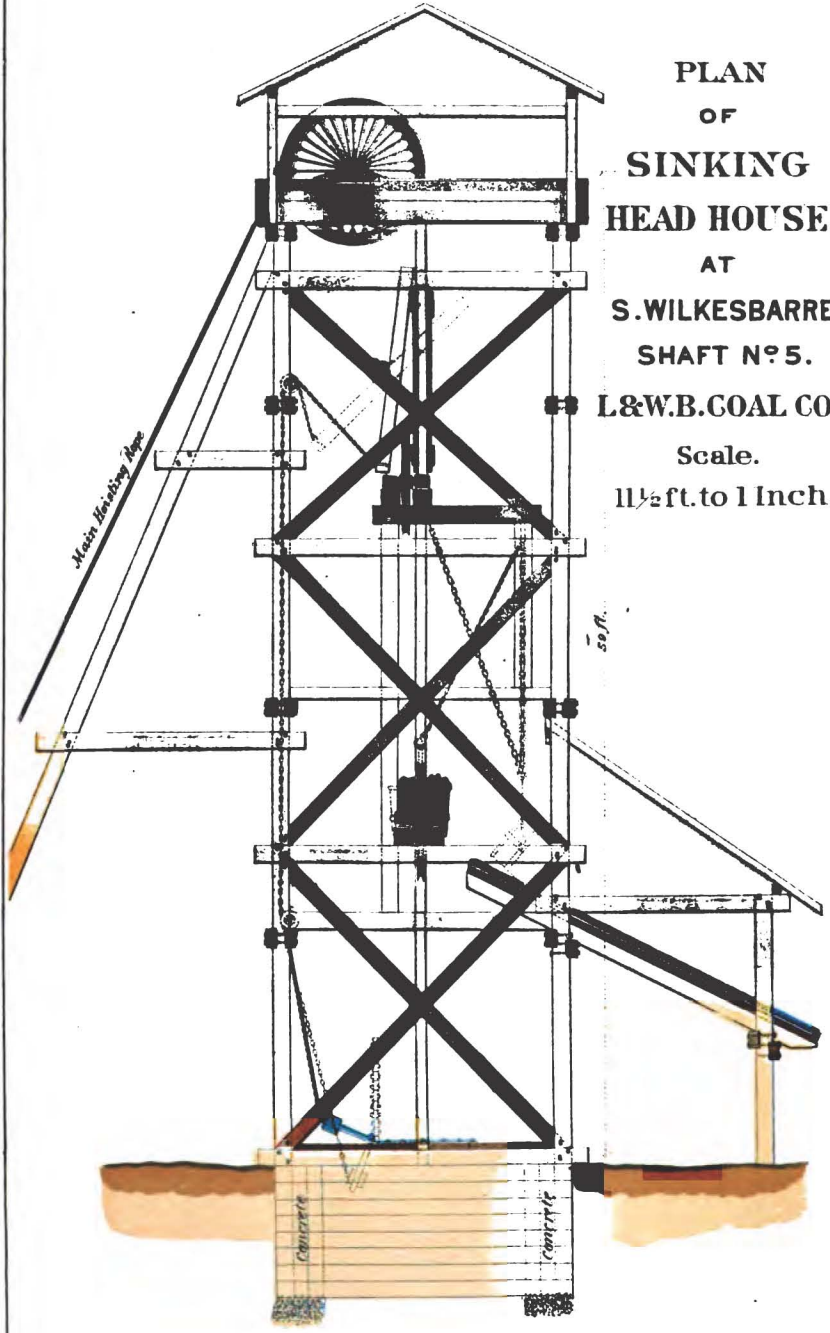 PLAN
OF
SINKING
HEAD HOUSE
AT
S.WILKESBARRE
SHAFT Nº 5.
L&W.B.COAL CO
Scale.
11½ft.to 1 Inch
Main Hoisting Rope
50 ft.
Concrete
Concrete